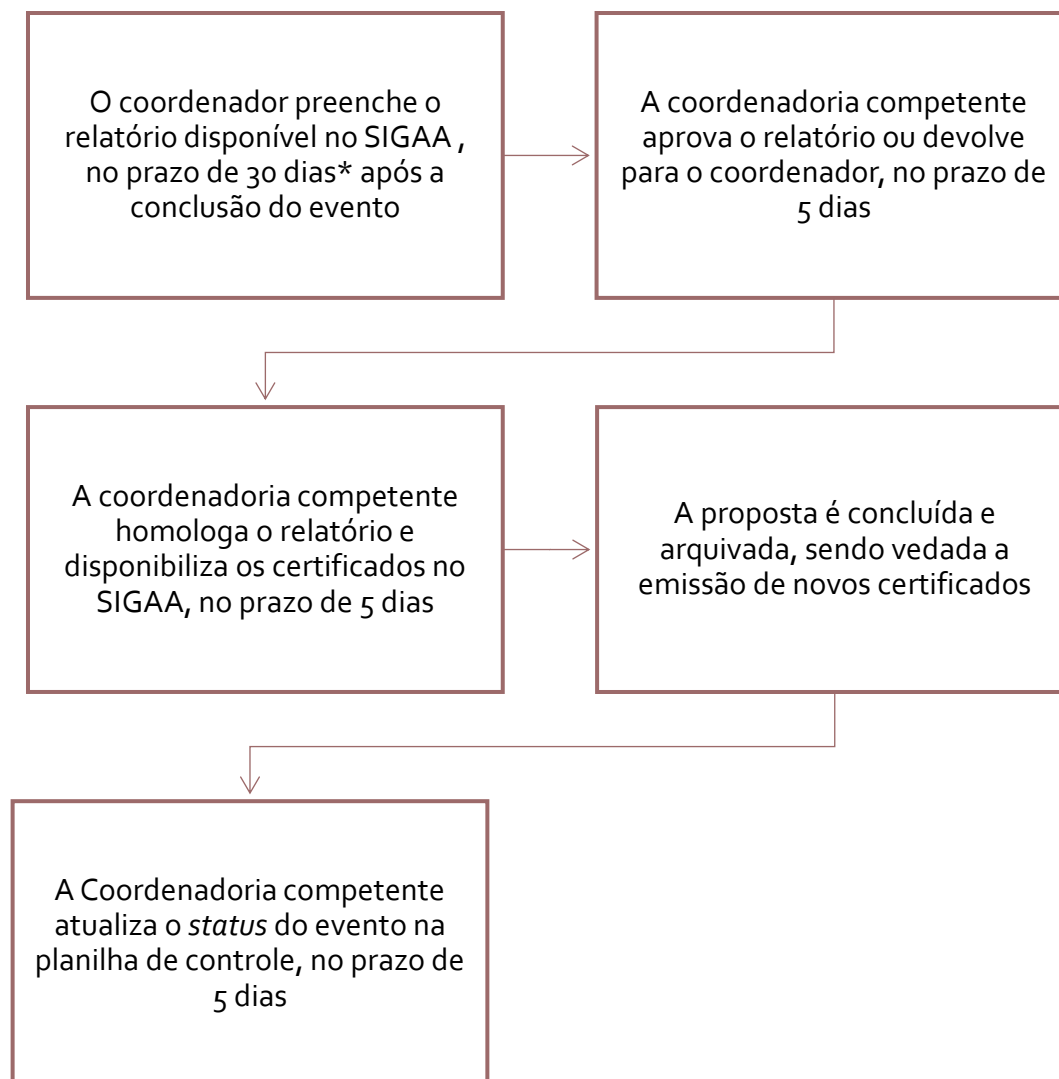 O coordenador preenche o
relatório disponível no SIGAA ,
no prazo de 30 dias* após a
conclusão do evento
A coordenadoria competente
aprova o relatório ou devolve
para o coordenador, no prazo de
5 dias
A coordenadoria competente
homologa o relatório e
disponibiliza os certificados no
SIGAA, no prazo de 5 dias
A proposta é concluída e
arquivada, sendo vedada a
emissão de novos certificados
A Coordenadoria competente
atualiza o status do evento na
planilha de controle, no prazo de
5 dias